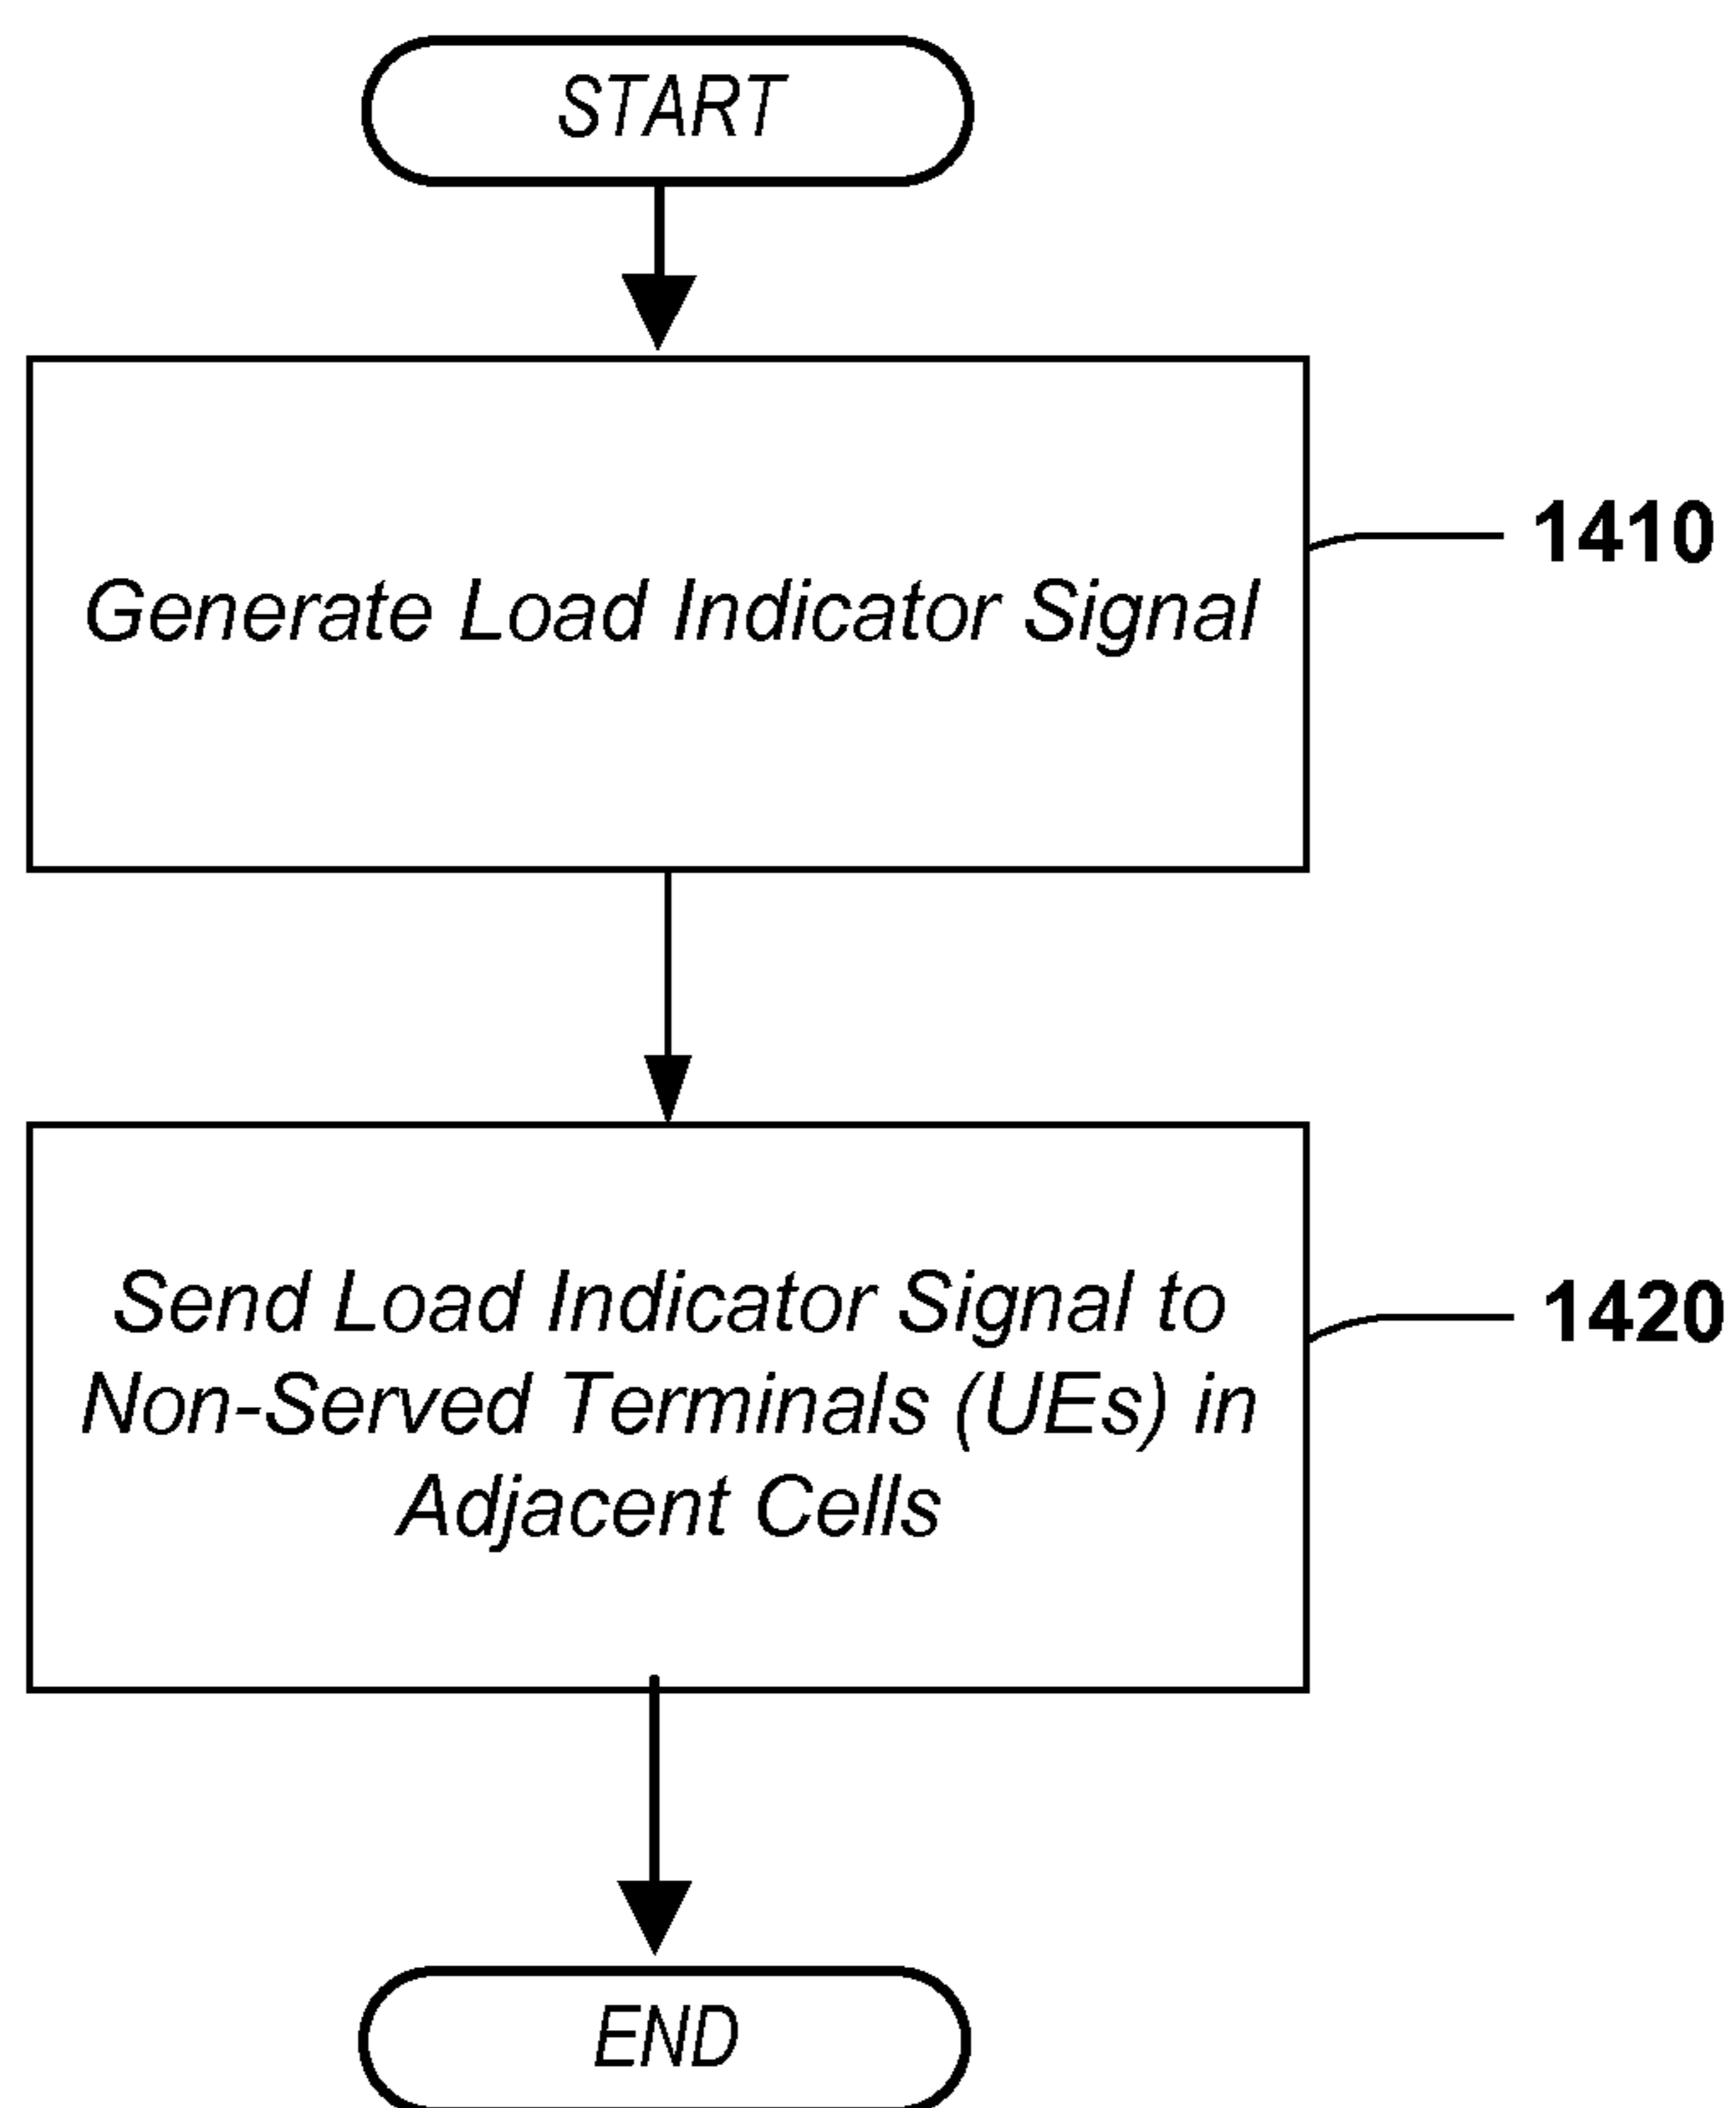 START
1410
Generate Load Indicator Signal
Send Load Indicator Signal to
1420
Non-Served Terminals (UEs) in
Adjacent Cells
END